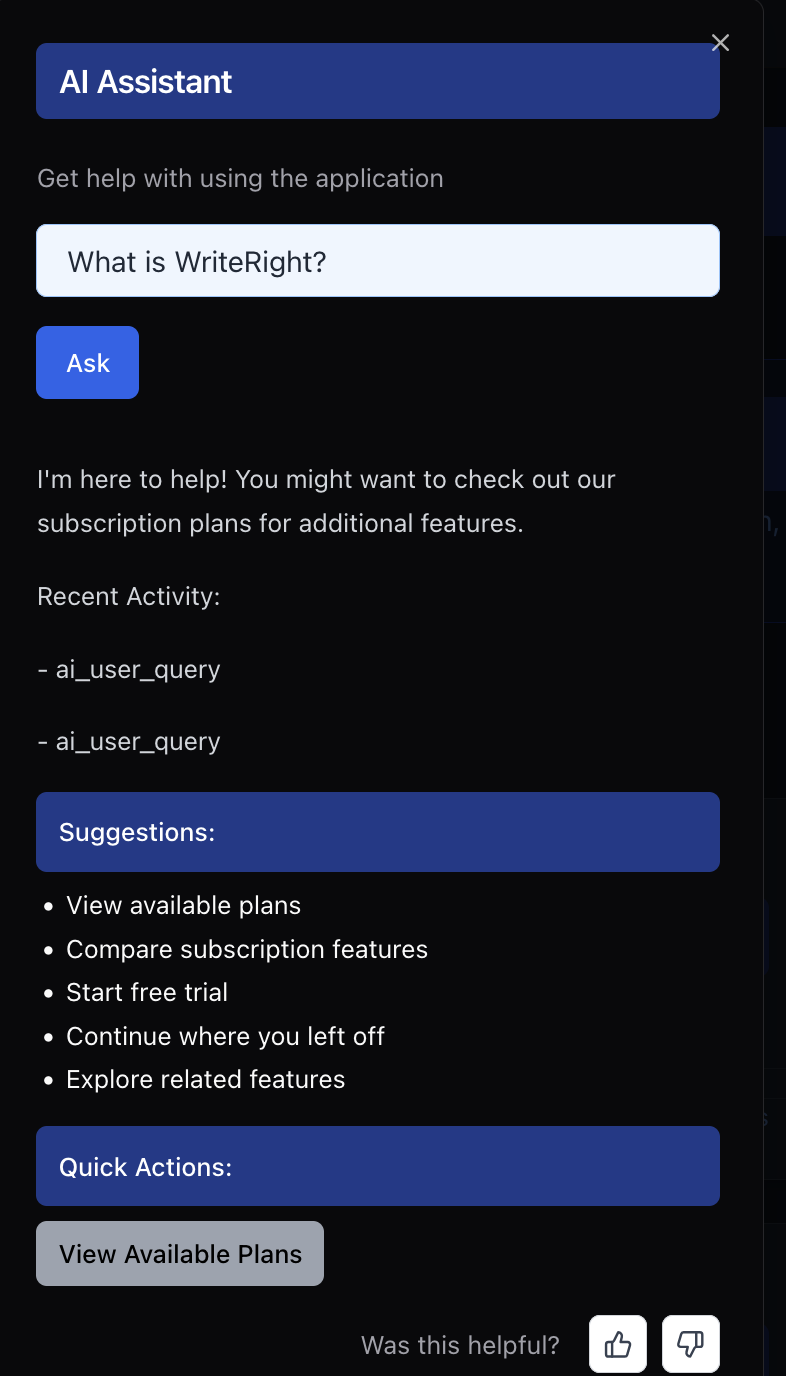 AI Assistant
Get help with using the application
What is WriteRight?
Ask
I'm here to help! You might want to check out our
subscription plans for additional features.
Recent Activity:
- ai_user_query
- ai_user_query
Suggestions:
• View available plans
• Compare subscription features
• Start free trial
• Continue where you left off
• Explore related features
Quick Actions:
View Available Plans
Was this helpful?